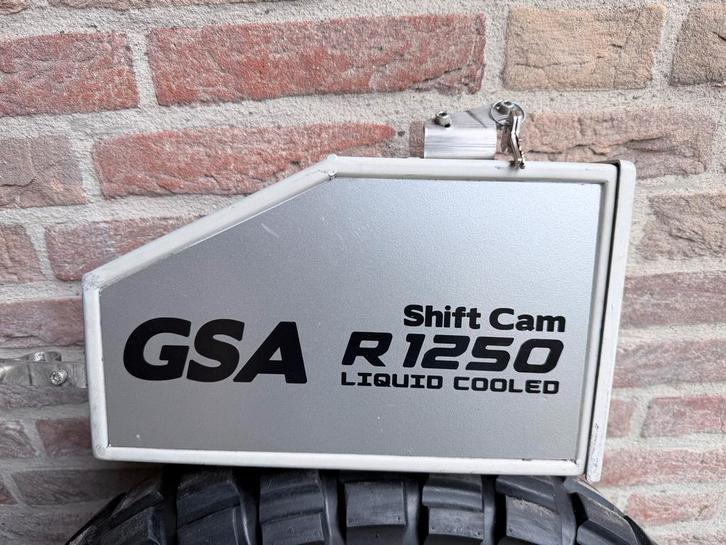 GSA
Shift Cam
R 1250
LIQUID COOLED